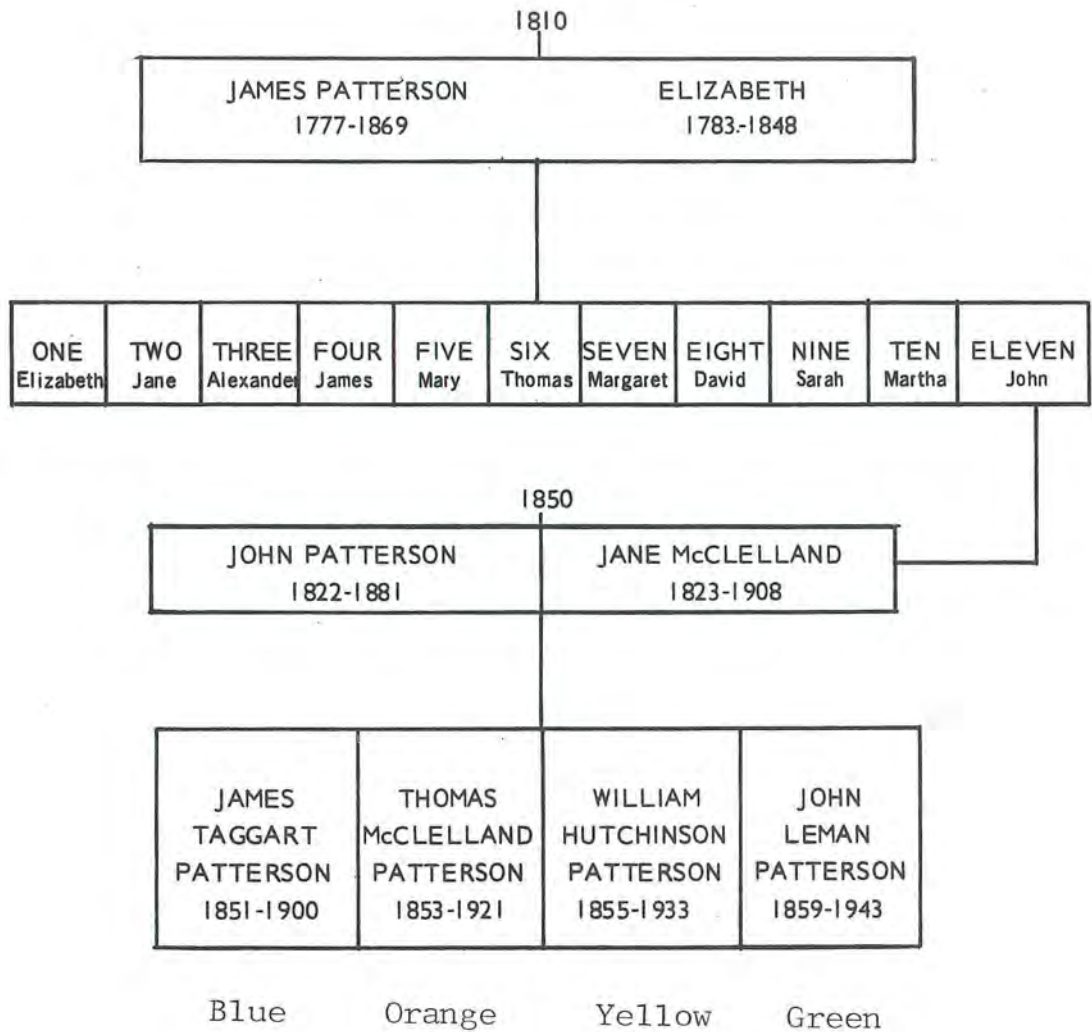 1810
JAMES PATTERSON ELIZABETH
1777-1869 1783-1848
ONE TWO THREE FOUR FIVE SIX SEVEN EIGHT NINE TEN ELEVEN
Elizabeth Jane Alexander James Mary Thomas Margaret David Sarah Martha John
1850
JOHN PATTERSON JANE McCLELLAND
1822-1881 1823-1908
JAMES THOMAS WILLIAM JOHN
TAGGART McCLELLAND HUTCHINSON LEMAN
PATTERSON PATTERSON PATTERSON PATTERSON
1851-1900 1853-1921 1855-1933 1859-1943
Blue Orange Yellow Green